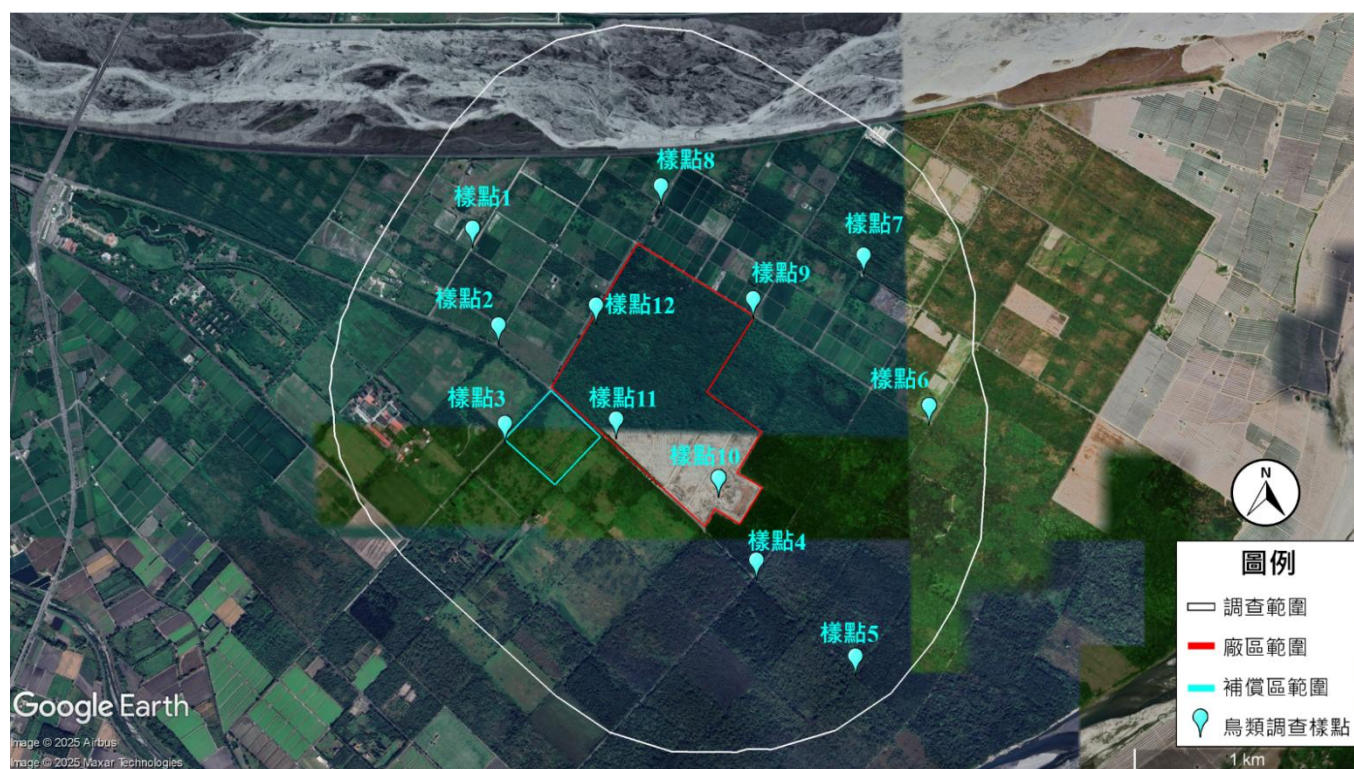 樣點8
樣點1
樣點7
樣點9
樣點2
樣點12
樣點6
樣點3
樣點11
樣點10
N
樣點4
圖例
調查範圍
樣點5
廠區範圍
補償區範圍
鳥類調查樣點
Google Earth
Image © 2025 Airbus
Image © 2025 Maxar Technologies
1 km